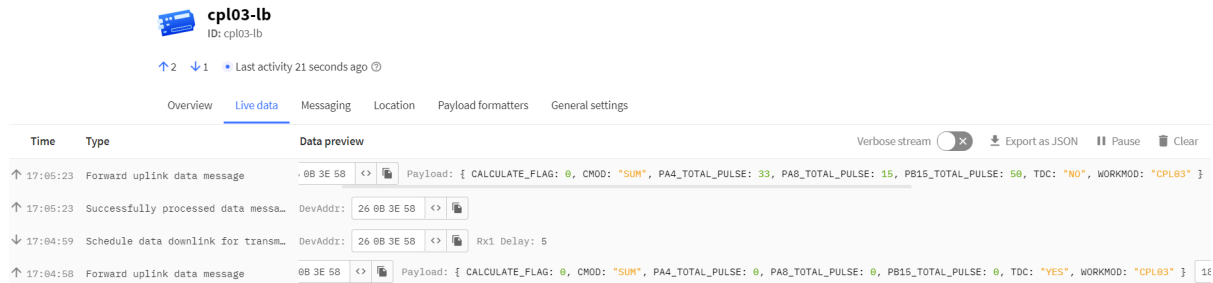 cpl03-lb
ID: cpl03-lb
↑2 ↓1 • Last activity 21 seconds ago
Overview Live data Messaging Location Payload formatters General settings
Time Type Data preview Verbose stream Export as JSON Pause Clear
↑ 17:05:23 Forward uplink data message 0B 3E 58 <> Payload: { CALCULATE_FLAG: 0, CMOD: "SUM", PA4_TOTAL_PULSE: 33, PA8_TOTAL_PULSE: 15, PB15_TOTAL_PULSE: 50, TDC: "NO", WORKMOD: "CPL03" }
↑ 17:05:23 Successfully processed data messa… DevAddr: 26 0B 3E 58 <>
↓ 17:04:59 Schedule data downlink for transm… DevAddr: 26 0B 3E 58 <> Rx1 Delay: 5
↑ 17:04:58 Forward uplink data message 0B 3E 58 <> Payload: { CALCULATE_FLAG: 0, CMOD: "SUM", PA4_TOTAL_PULSE: 0, PA8_TOTAL_PULSE: 0, PB15_TOTAL_PULSE: 0, TDC: "YES", WORKMOD: "CPL03" } 18